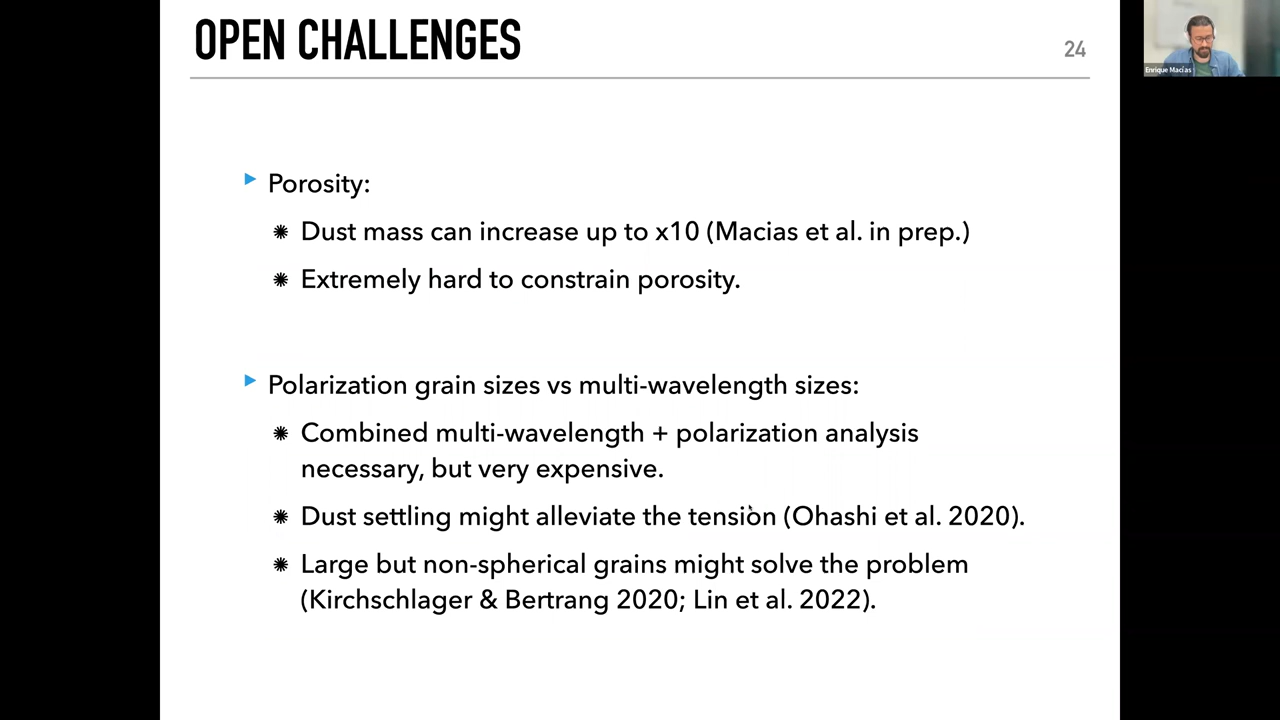 OPEN CHALLENGES
24
Enrique Macías
Porosity:
Dust mass can increase up to x10 (Macias et al. in prep.)
Extremely hard to constrain porosity.
Polarization grain sizes vs multi-wavelength sizes:
Combined multi-wavelength + polarization analysis
necessary, but very expensive.
Dust settling might alleviate the tension (Ohashi et al. 2020).
Large but non-spherical grains might solve the problem
(Kirchschlager & Bertrang 2020; Lin et al. 2022).